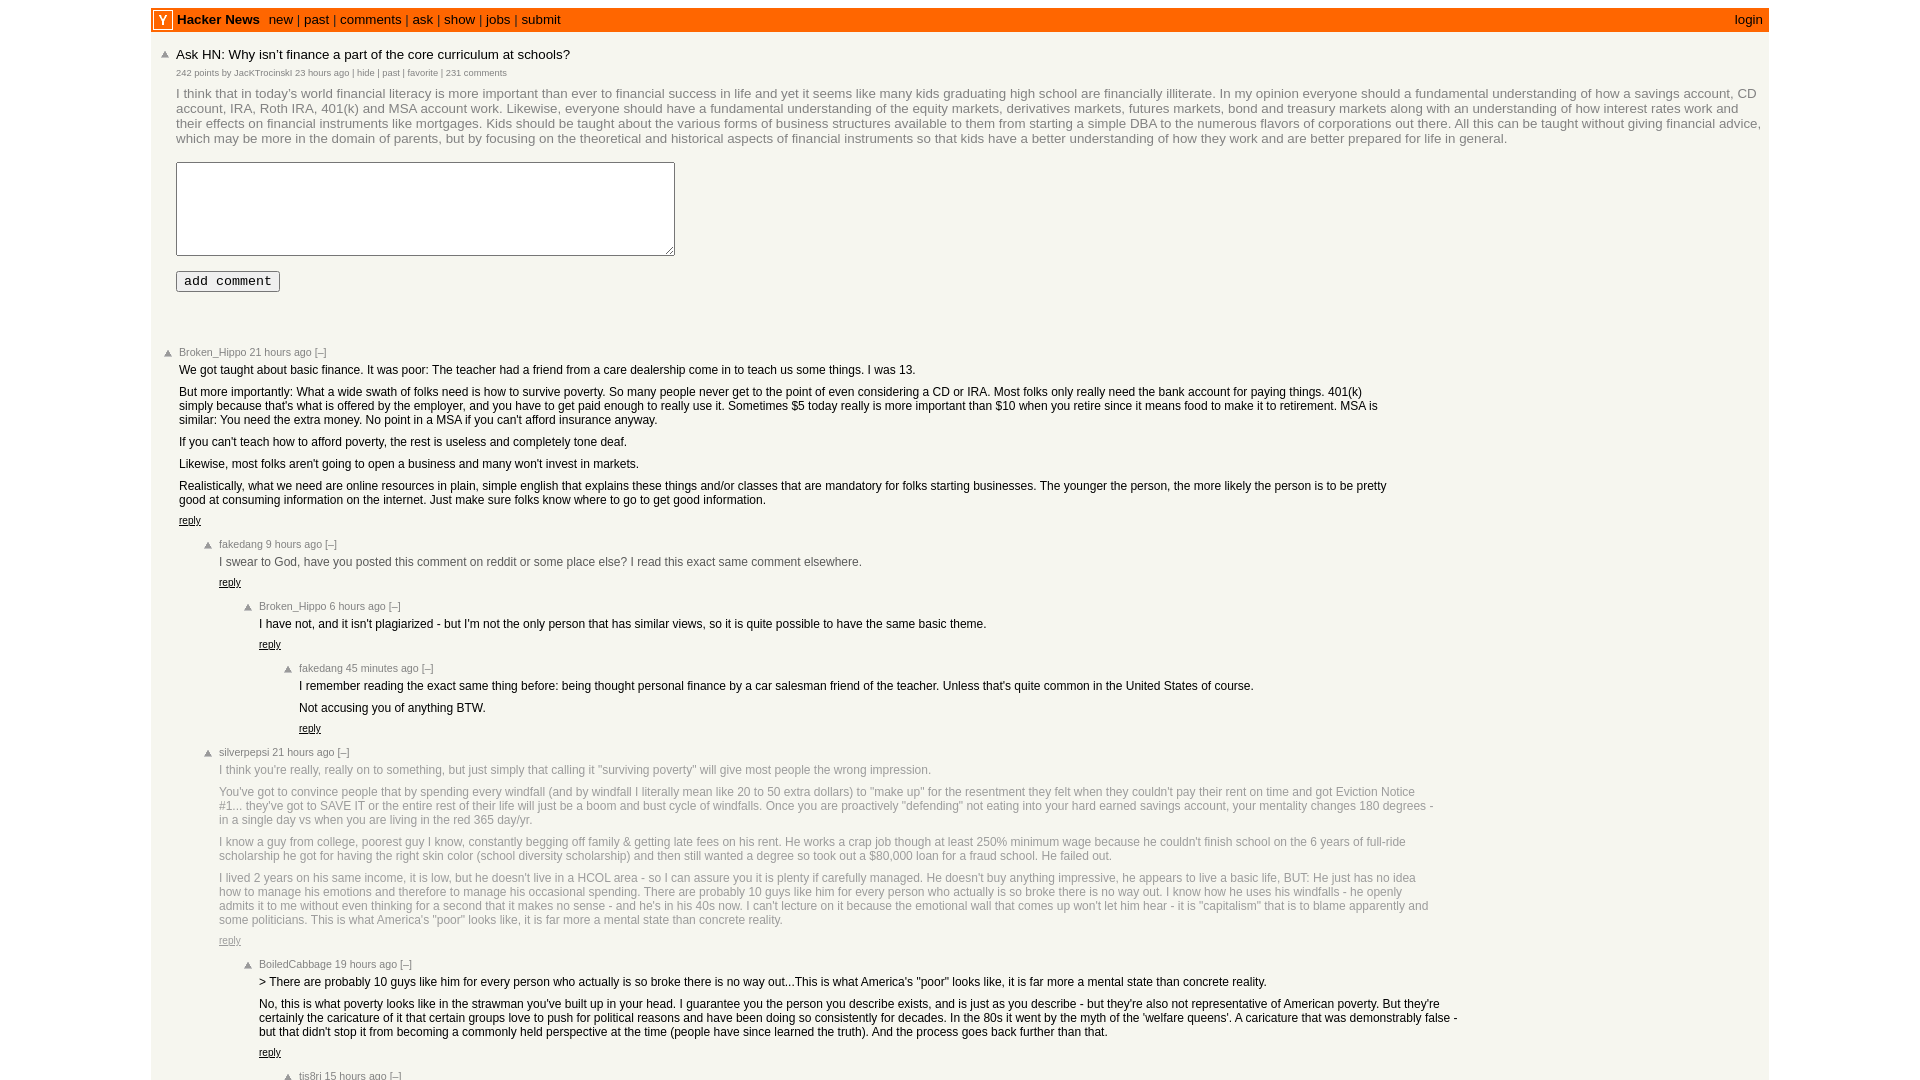 Y Hacker News new | past | comments | ask | show | jobs | submit login
Ask HN: Why isn’t finance a part of the core curriculum at schools?
242 points by JacKTrocinskI 23 hours ago | hide | past | favorite | 231 comments
I think that in today’s world financial literacy is more important than ever to financial success in life and yet it seems like many kids graduating high school are financially illiterate. In my opinion everyone should a fundamental understanding of how a savings account, CD
account, IRA, Roth IRA, 401(k) and MSA account work. Likewise, everyone should have a fundamental understanding of the equity markets, derivatives markets, futures markets, bond and treasury markets along with an understanding of how interest rates work and
their effects on financial instruments like mortgages. Kids should be taught about the various forms of business structures available to them from starting a simple DBA to the numerous flavors of corporations out there. All this can be taught without giving financial advice,
which may be more in the domain of parents, but by focusing on the theoretical and historical aspects of financial instruments so that kids have a better understanding of how they work and are better prepared for life in general.
add comment
Broken_Hippo 21 hours ago [–]
We got taught about basic finance. It was poor: The teacher had a friend from a care dealership come in to teach us some things. I was 13.
But more importantly: What a wide swath of folks need is how to survive poverty. So many people never get to the point of even considering a CD or IRA. Most folks only really need the bank account for paying things. 401(k)
simply because that's what is offered by the employer, and you have to get paid enough to really use it. Sometimes $5 today really is more important than $10 when you retire since it means food to make it to retirement. MSA is
similar: You need the extra money. No point in a MSA if you can't afford insurance anyway.
If you can't teach how to afford poverty, the rest is useless and completely tone deaf.
Likewise, most folks aren't going to open a business and many won't invest in markets.
Realistically, what we need are online resources in plain, simple english that explains these things and/or classes that are mandatory for folks starting businesses. The younger the person, the more likely the person is to be pretty
good at consuming information on the internet. Just make sure folks know where to go to get good information.
reply
fakedang 9 hours ago [–]
I swear to God, have you posted this comment on reddit or some place else? I read this exact same comment elsewhere.
reply
Broken_Hippo 6 hours ago [–]
I have not, and it isn't plagiarized - but I'm not the only person that has similar views, so it is quite possible to have the same basic theme.
reply
fakedang 45 minutes ago [–]
I remember reading the exact same thing before: being thought personal finance by a car salesman friend of the teacher. Unless that's quite common in the United States of course.
Not accusing you of anything BTW.
reply
silverpepsi 21 hours ago [–]
I think you're really, really on to something, but just simply that calling it "surviving poverty" will give most people the wrong impression.
You've got to convince people that by spending every windfall (and by windfall I literally mean like 20 to 50 extra dollars) to "make up" for the resentment they felt when they couldn't pay their rent on time and got Eviction Notice
#1... they've got to SAVE IT or the entire rest of their life will just be a boom and bust cycle of windfalls. Once you are proactively "defending" not eating into your hard earned savings account, your mentality changes 180 degrees -
in a single day vs when you are living in the red 365 day/yr.
I know a guy from college, poorest guy I know, constantly begging off family & getting late fees on his rent. He works a crap job though at least 250% minimum wage because he couldn't finish school on the 6 years of full-ride
scholarship he got for having the right skin color (school diversity scholarship) and then still wanted a degree so took out a $80,000 loan for a fraud school. He failed out.
I lived 2 years on his same income, it is low, but he doesn't live in a HCOL area - so I can assure you it is plenty if carefully managed. He doesn't buy anything impressive, he appears to live a basic life, BUT: He just has no idea
how to manage his emotions and therefore to manage his occasional spending. There are probably 10 guys like him for every person who actually is so broke there is no way out. I know how he uses his windfalls - he openly
admits it to me without even thinking for a second that it makes no sense - and he's in his 40s now. I can't lecture on it because the emotional wall that comes up won't let him hear - it is "capitalism" that is to blame apparently and
some politicians. This is what America's "poor" looks like, it is far more a mental state than concrete reality.
reply
BoiledCabbage 19 hours ago [–]
> There are probably 10 guys like him for every person who actually is so broke there is no way out...This is what America's "poor" looks like, it is far more a mental state than concrete reality.
No, this is what poverty looks like in the strawman you've built up in your head. I guarantee you the person you describe exists, and is just as you describe - but they're also not representative of American poverty. But they're
certainly the caricature of it that certain groups love to push for political reasons and have been doing so consistently for decades. In the 80s it went by the myth of the 'welfare queens'. A caricature that was demonstrably false -
but that didn't stop it from becoming a commonly held perspective at the time (people have since learned the truth). And the process goes back further than that.
reply
tis8ri 15 hours ago [–]